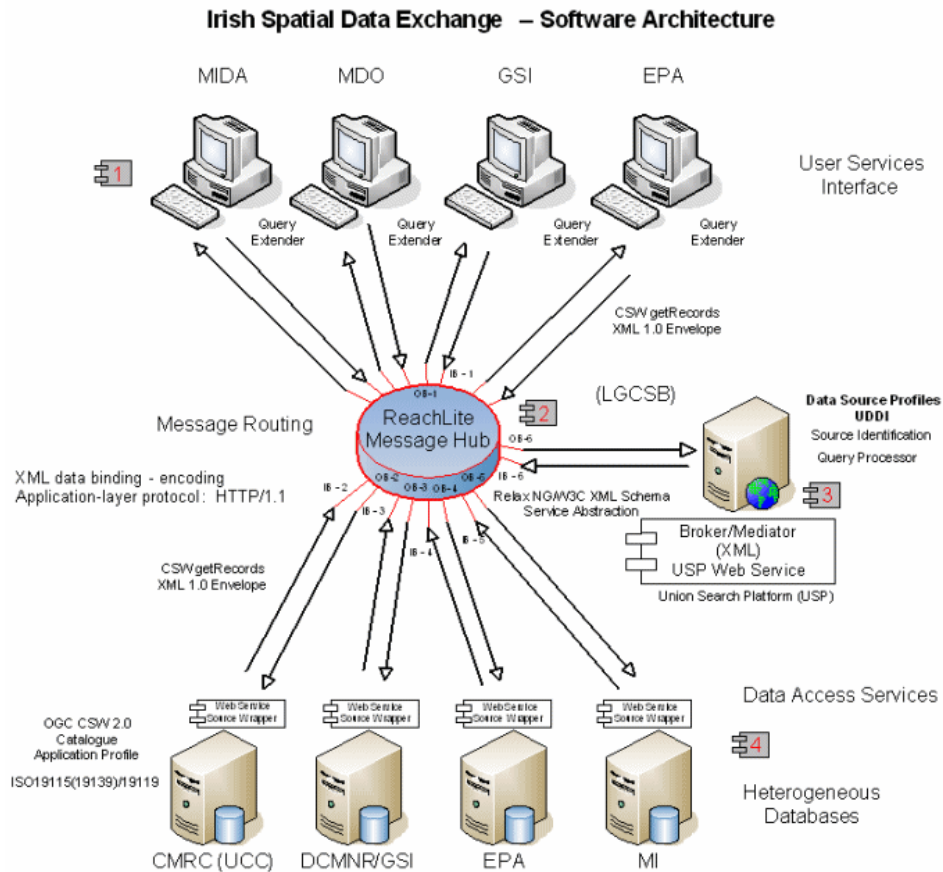 Irish Spatial Data Exchange – Software Architecture
MIDA
MDO
GSI
EPA
1
User Services
Interface
Query
Extender
Query
Extender
Query
Extender
Query
Extender
CSW getRecords
XML 1.0 Envelope
IB - 1
OB-1
ReachLite
Message Hub
2
(LGCSB)
Message Routing
OB-6
IB - 6
Data Source Profiles
UDDI
Source Identification
Query Processor
3
XML data binding - encoding
Application-layer protocol: HTTP/1.1
OB-2
OB-3
OB-4
OB-5
IB - 2
IB - 3
IB - 4
IB - 5
Relax NG/W3C XML Schema
Service Abstraction
Broker/Mediator
(XML)
USP Web Service
Union Search Platform (USP)
CSWgetRecords
XML 1.0 Envelope
Web Service
Source Wrapper
Web Service
Source Wrapper
Web Service
Source Wrapper
Web Service
Source Wrapper
Data Access Services
OGC CSW 2.0
Catalogue
Application Profile
ISO19115(19139)/19119
4
Heterogeneous
Databases
CMRC (UCC)
DCMNR/GSI
EPA
MI